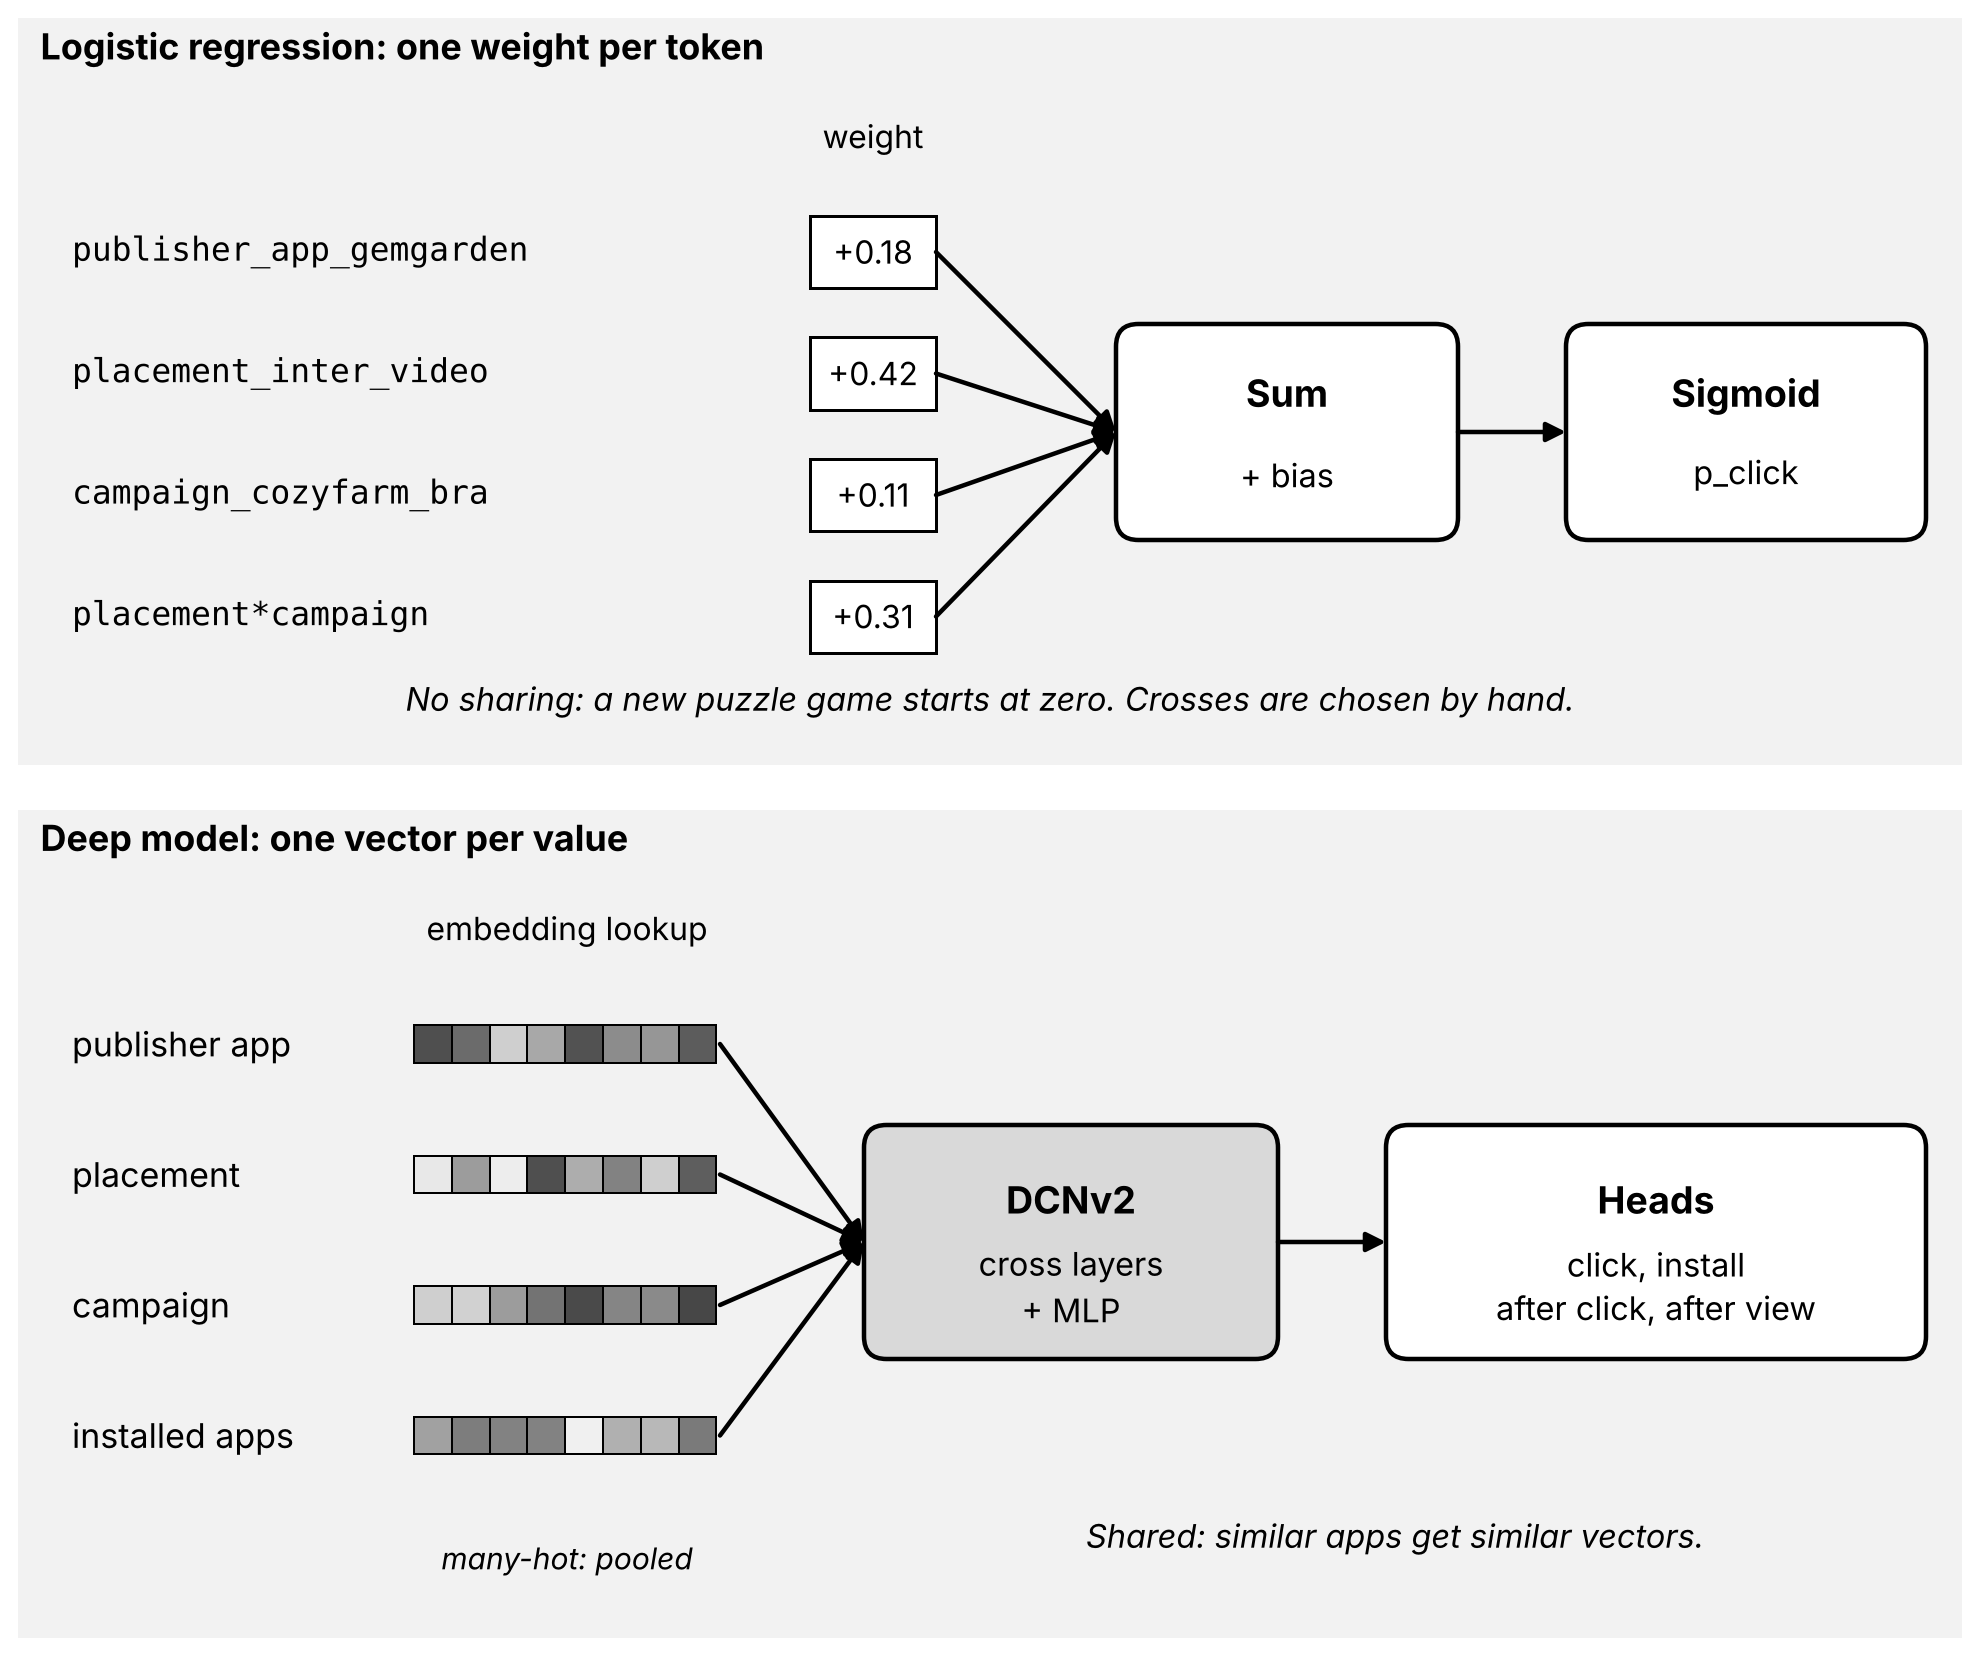 Logistic regression: one weight per token
weight
publisher_app_gemgarden
+0.18
placement_inter_video
+0.42
campaign_cozyfarm_bra
+0.11
placement*campaign
+0.31
Sum
+ bias
Sigmoid
p_click
No sharing: a new puzzle game starts at zero. Crosses are chosen by hand.
Deep model: one vector per value
embedding lookup
publisher app
placement
campaign
installed apps
many-hot: pooled
DCNv2
cross layers
+ MLP
Heads
click, install
after click, after view
Shared: similar apps get similar vectors.